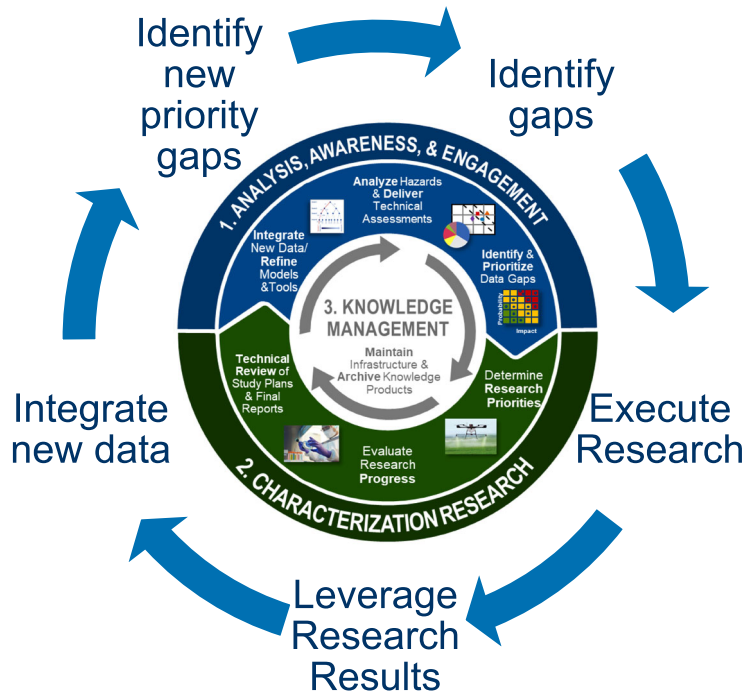 Identify
new
priority
gaps
Identify
gaps
Execute
Research
Leverage
Research
Results
Integrate
new data
1. ANALYSIS, AWARENESS, & ENGAGEMENT
Analyze Hazards
& Deliver
Technical
Assessments
Identify &
Prioritize
Data Gaps
Probability
Impact
Determine
Research
Priorities
Evaluate
Research
Progress
Technical
Review of
Study Plans
& Final
Reports
Integrate
New Data/
Refine
Models
&Tools
2. CHARACTERIZATION RESEARCH
3. KNOWLEDGE
MANAGEMENT
Maintain
Infrastructure &
Archive Knowledge
Products